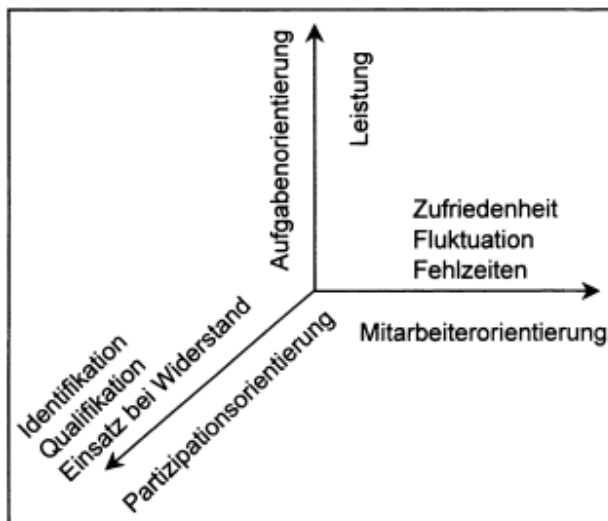 Aufgabenorientierung
Leistung
Zufriedenheit
Fluktuation
Fehlzeiten
Mitarbeiterorientierung
Identifikation
Qualifikation
Einsatz bei Widerstand
Partizipationsorientierung